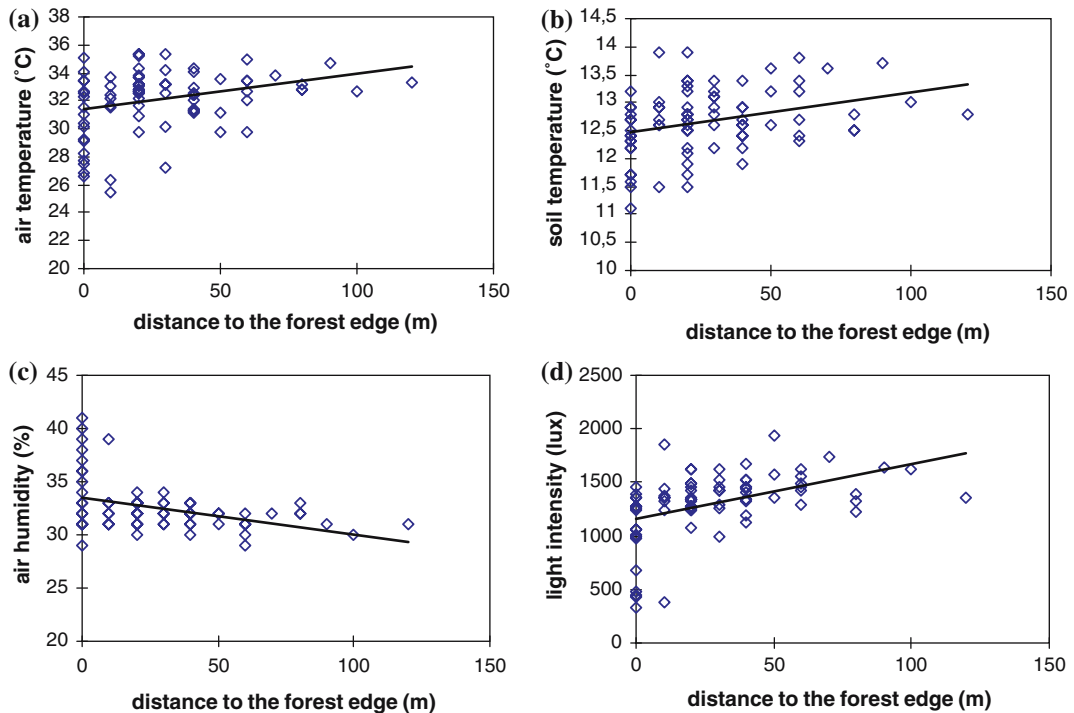 (a)
38
36
34
32
30
28
26
24
22
20
0 50 100 150
air temperature (˚C)
distance to the forest edge (m)
(b)
14,5
14
13,5
13
12,5
12
11,5
11
10,5
10
0 50 100 150
soil temperature (˚C)
distance to the forest edge (m)
(c)
45
40
35
30
25
20
0 50 100 150
air humidity (%)
distance to the forest edge (m)
(d)
2500
2000
1500
1000
500
0
0 50 100 150
light intensity (lux)
distance to the forest edge (m)